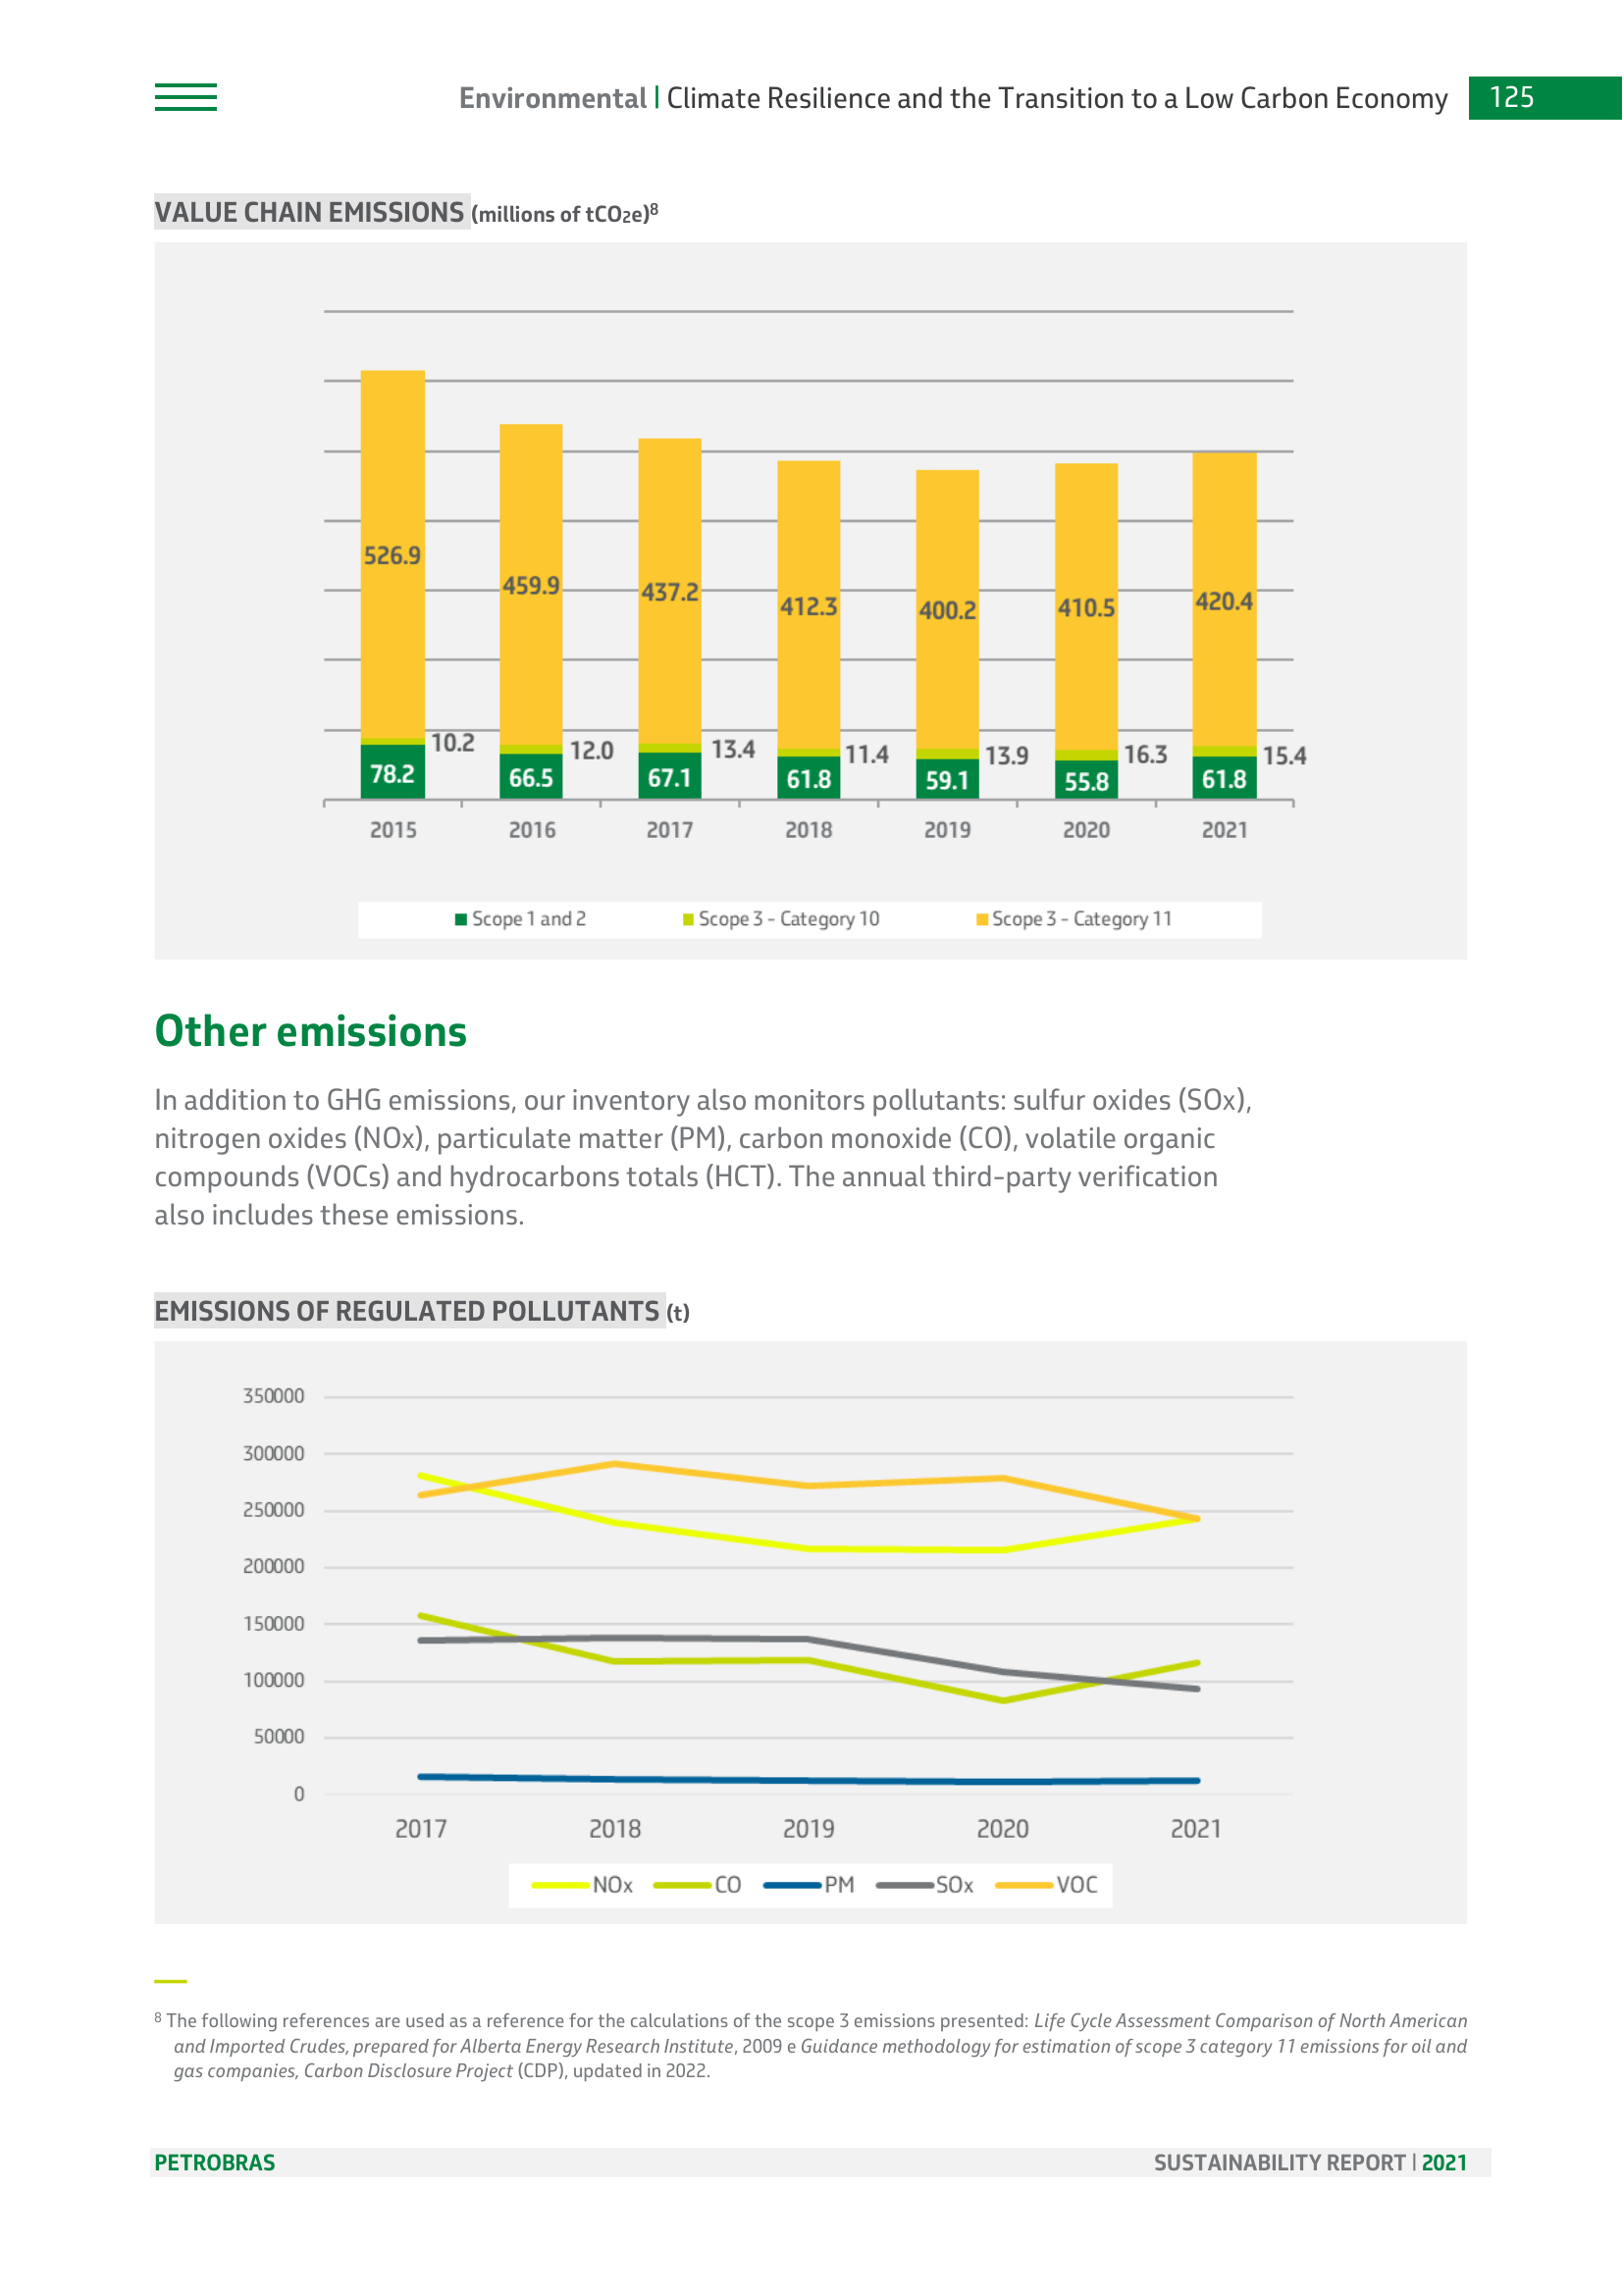 Environmental | Climate Resilience and the Transition to a Low Carbon Economy 125
VALUE CHAIN EMISSIONS (millions of tCO2e)8
526.9 459.9 437.2 412.3 400.2 410.5 420.4
10.2 12.0 13.4 11.4 13.9 16.3 15.4
78.2 66.5 67.1 61.8 59.1 55.8 61.8
2015 2016 2017 2018 2019 2020 2021
Scope 1 and 2 Scope 3 - Category 10 Scope 3 - Category 11
Other emissions
In addition to GHG emissions, our inventory also monitors pollutants: sulfur oxides (SOx),
nitrogen oxides (NOx), particulate matter (PM), carbon monoxide (CO), volatile organic
compounds (VOCs) and hydrocarbons totals (HCT). The annual third-party verification
also includes these emissions.
EMISSIONS OF REGULATED POLLUTANTS (t)
350000
300000
250000
200000
150000
100000
50000
0
2017 2018 2019 2020 2021
NOx CO PM SOx VOC
8 The following references are used as a reference for the calculations of the scope 3 emissions presented: Life Cycle Assessment Comparison of North American
and Imported Crudes, prepared for Alberta Energy Research Institute, 2009 e Guidance methodology for estimation of scope 3 category 11 emissions for oil and
gas companies, Carbon Disclosure Project (CDP), updated in 2022.
PETROBRAS SUSTAINABILITY REPORT | 2021